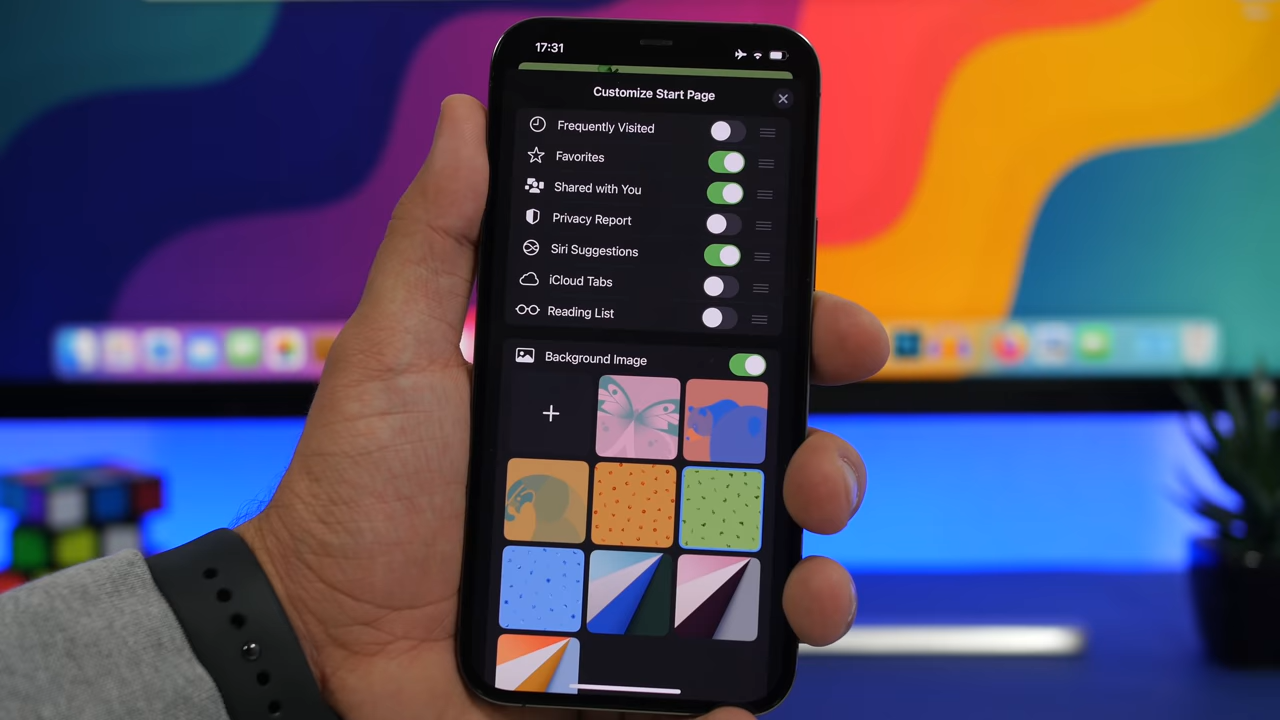 17:31
Customize Start Page
Frequently Visited
Favorites
Shared with You
Privacy Report
Siri Suggestions
iCloud Tabs
Reading List
Background Image